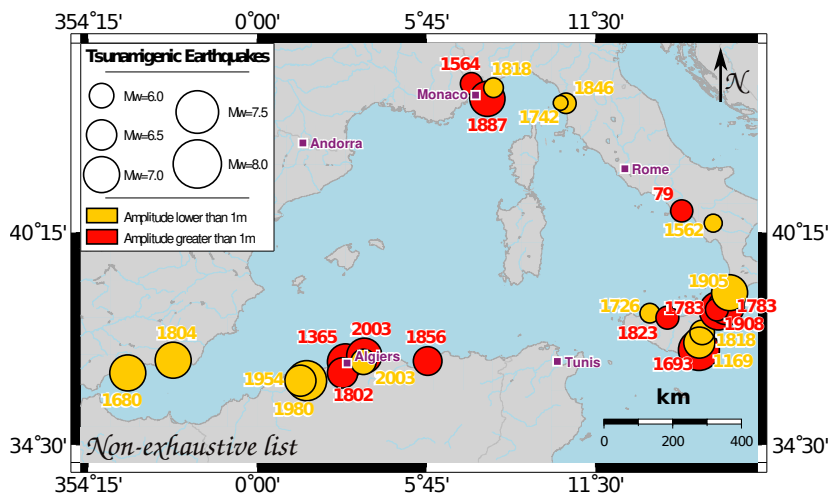 354°15' 0°00' 5°45' 11°30'
Tsunamigenic Earthquakes
Mw=6.0
Mw=7.5
Mw=6.5
Mw=7.0
Mw=8.0
Amplitude lower than 1m
Amplitude greater than 1m
N
1564
1818
Monaco
1846
1742
1887
Andorra
Rome
79
1562
40°15' 40°15'
1905
1726
1783
1783
1823
1908
1804
1365
2003
1856
1818
Algiers
Tunis
1693
1169
1954
2003
1680
1802
1980
km
0 200 400
34°30' 34°30'
Non-exhaustive list
354°15' 0°00' 5°45' 11°30'